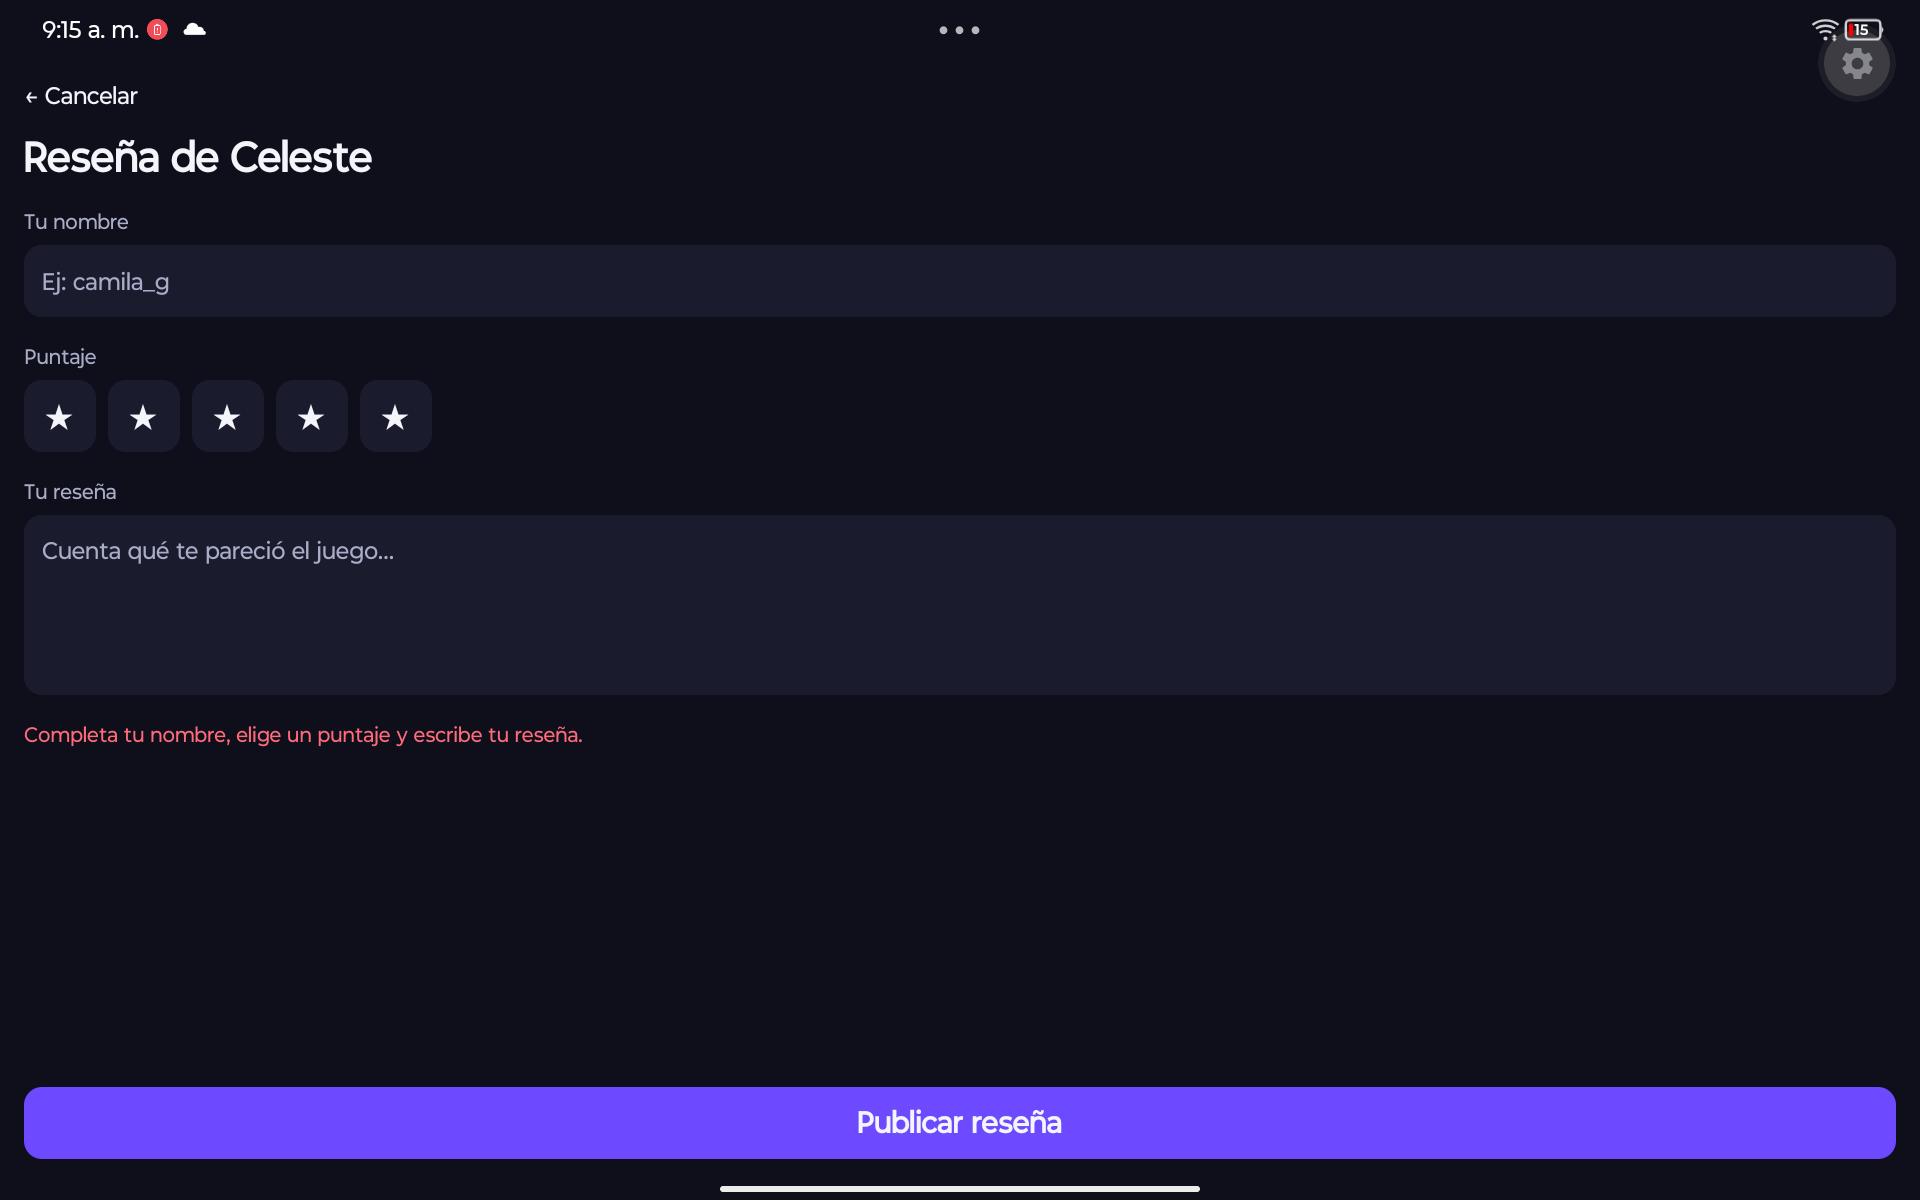 9:15 a. m.
15
← Cancelar
Reseña de Celeste
Tu nombre
Ej: camila_g
Puntaje
★ ★ ★ ★ ★
Tu reseña
Cuenta qué te pareció el juego...
Completa tu nombre, elige un puntaje y escribe tu reseña.
Publicar reseña